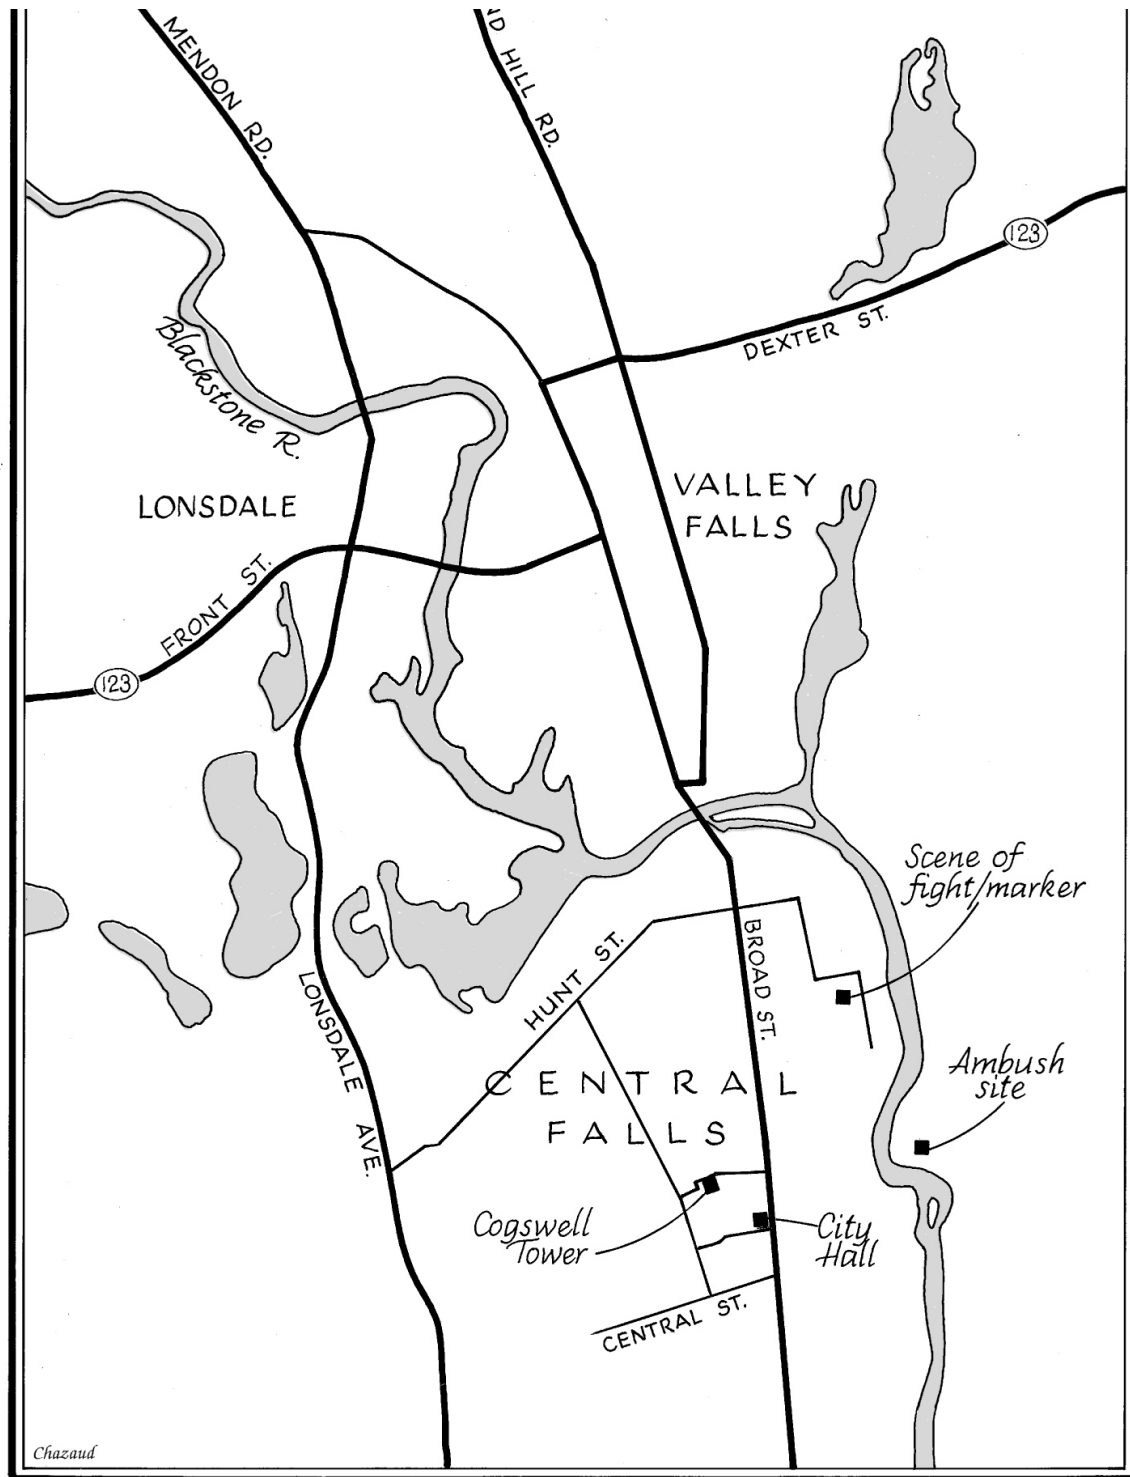 MENDON RD.
ND HILL RD.
123
DEXTER ST.
Blackstone R.
LONSDALE
VALLEY
FALLS
FRONT ST.
123
Scene of
fight/marker
BROAD ST.
HUNT ST.
LONSDALE AVE.
Ambush
site
CENTRAL
FALLS
Cogswell
Tower
City
Hall
CENTRAL ST.
Chazaud